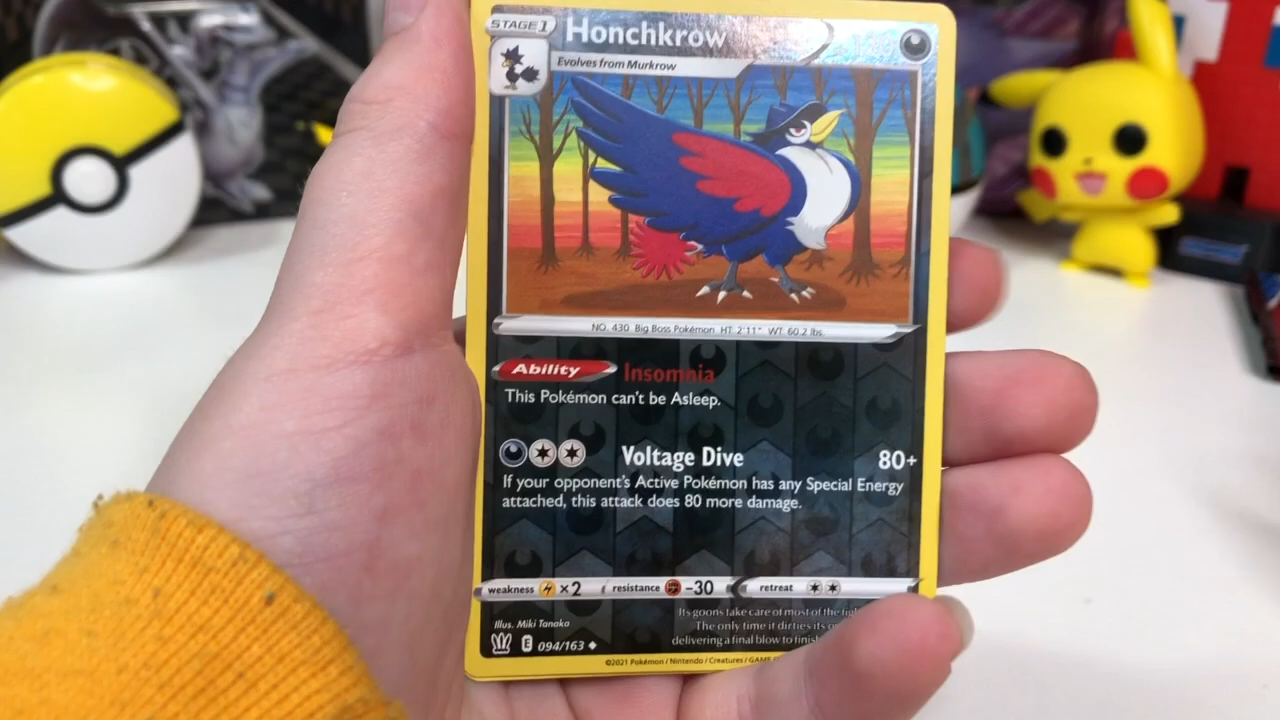 STAGE 1
Honchkrow
Evolves from Murkrow
NO. 430 Big Boss Pokémon HT: 2'11" WT: 60.2 lbs.
Ability Insomnia
This Pokémon can't be Asleep.
Voltage Dive 80+
If your opponent's Active Pokémon has any Special Energy
attached, this attack does 80 more damage.
weakness ×2 resistance -30 retreat
Its goons take care of most of the
The only time it dirties its
delivering a final blow to
Illus. Miki Tanaka
E 094/163
©2021 Pokémon / Nintendo / Creatures / GAME